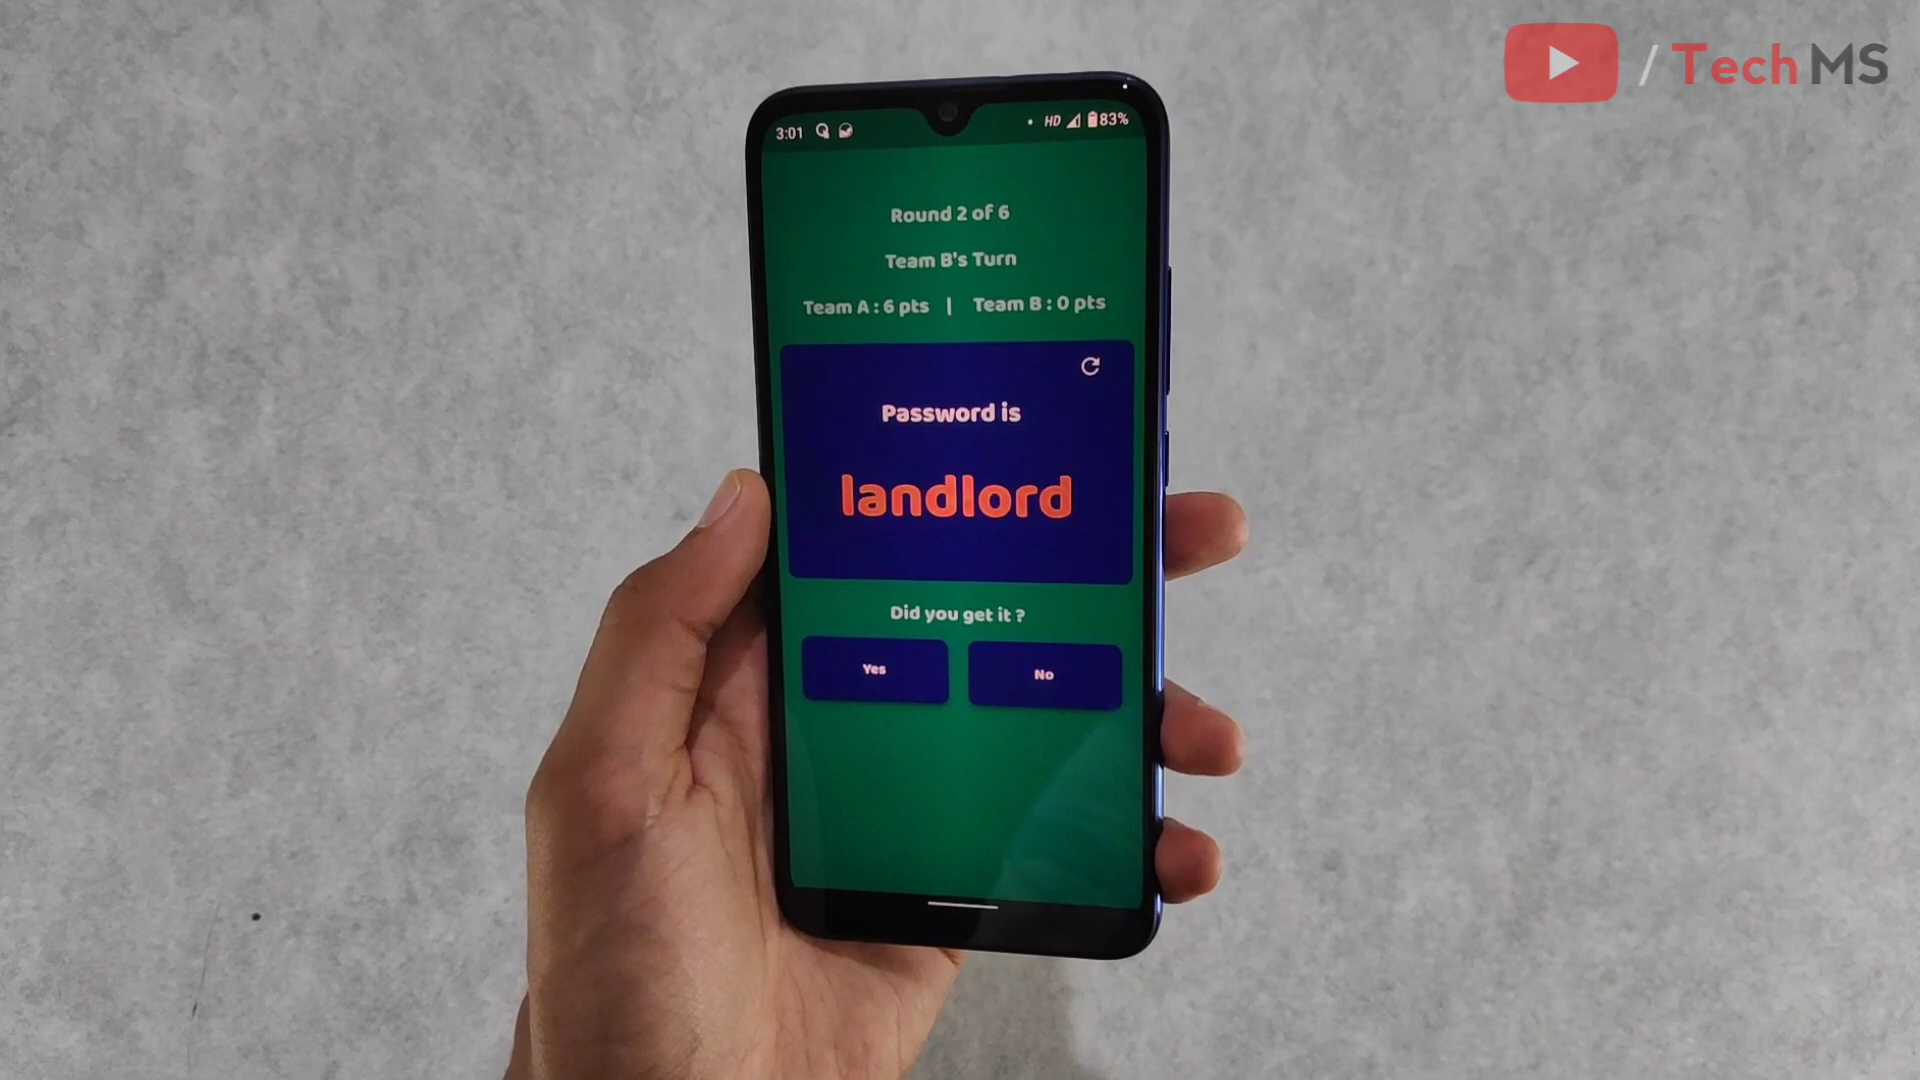 / Tech MS
3:01 HD 83%
Round 2 of 6
Team B's Turn
Team A : 6 pts | Team B : 0 pts
Password is
landlord
Did you get it ?
Yes No